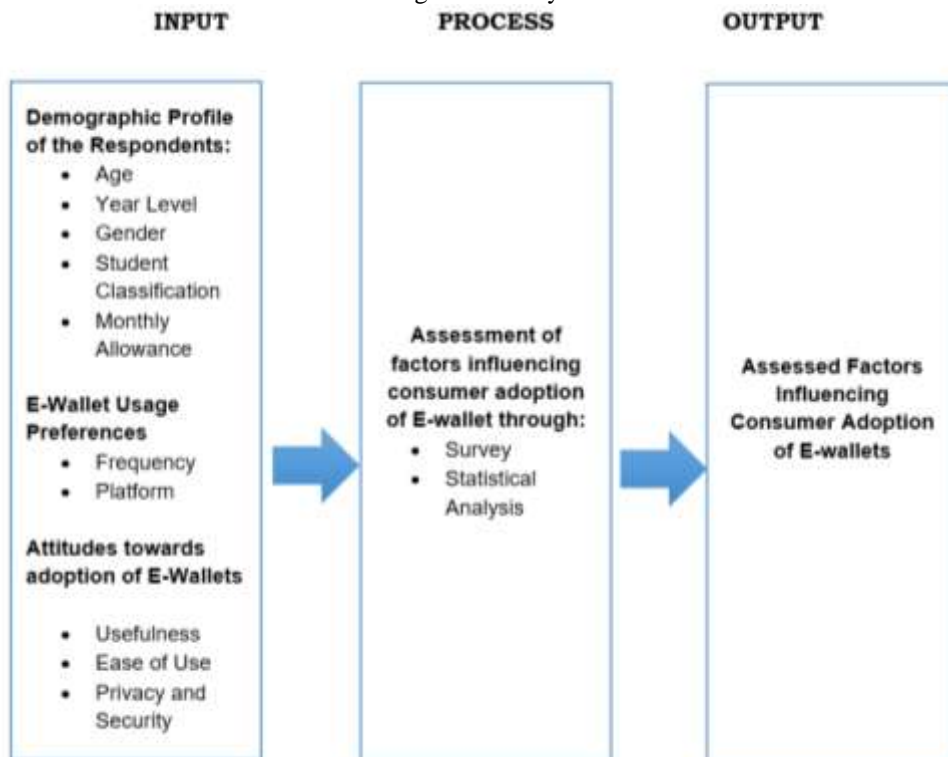 INPUT
PROCESS
OUTPUT
Demographic Profile
of the Respondents:
• Age
• Year Level
• Gender
• Student
Classification
• Monthly
Allowance
E-Wallet Usage
Preferences
• Frequency
• Platform
Attitudes towards
adoption of E-Wallets
• Usefulness
• Ease of Use
• Privacy and
Security
Assessment of
factors influencing
consumer adoption
of E-wallet through:
• Survey
• Statistical
Analysis
Assessed Factors
Influencing
Consumer Adoption
of E-wallets